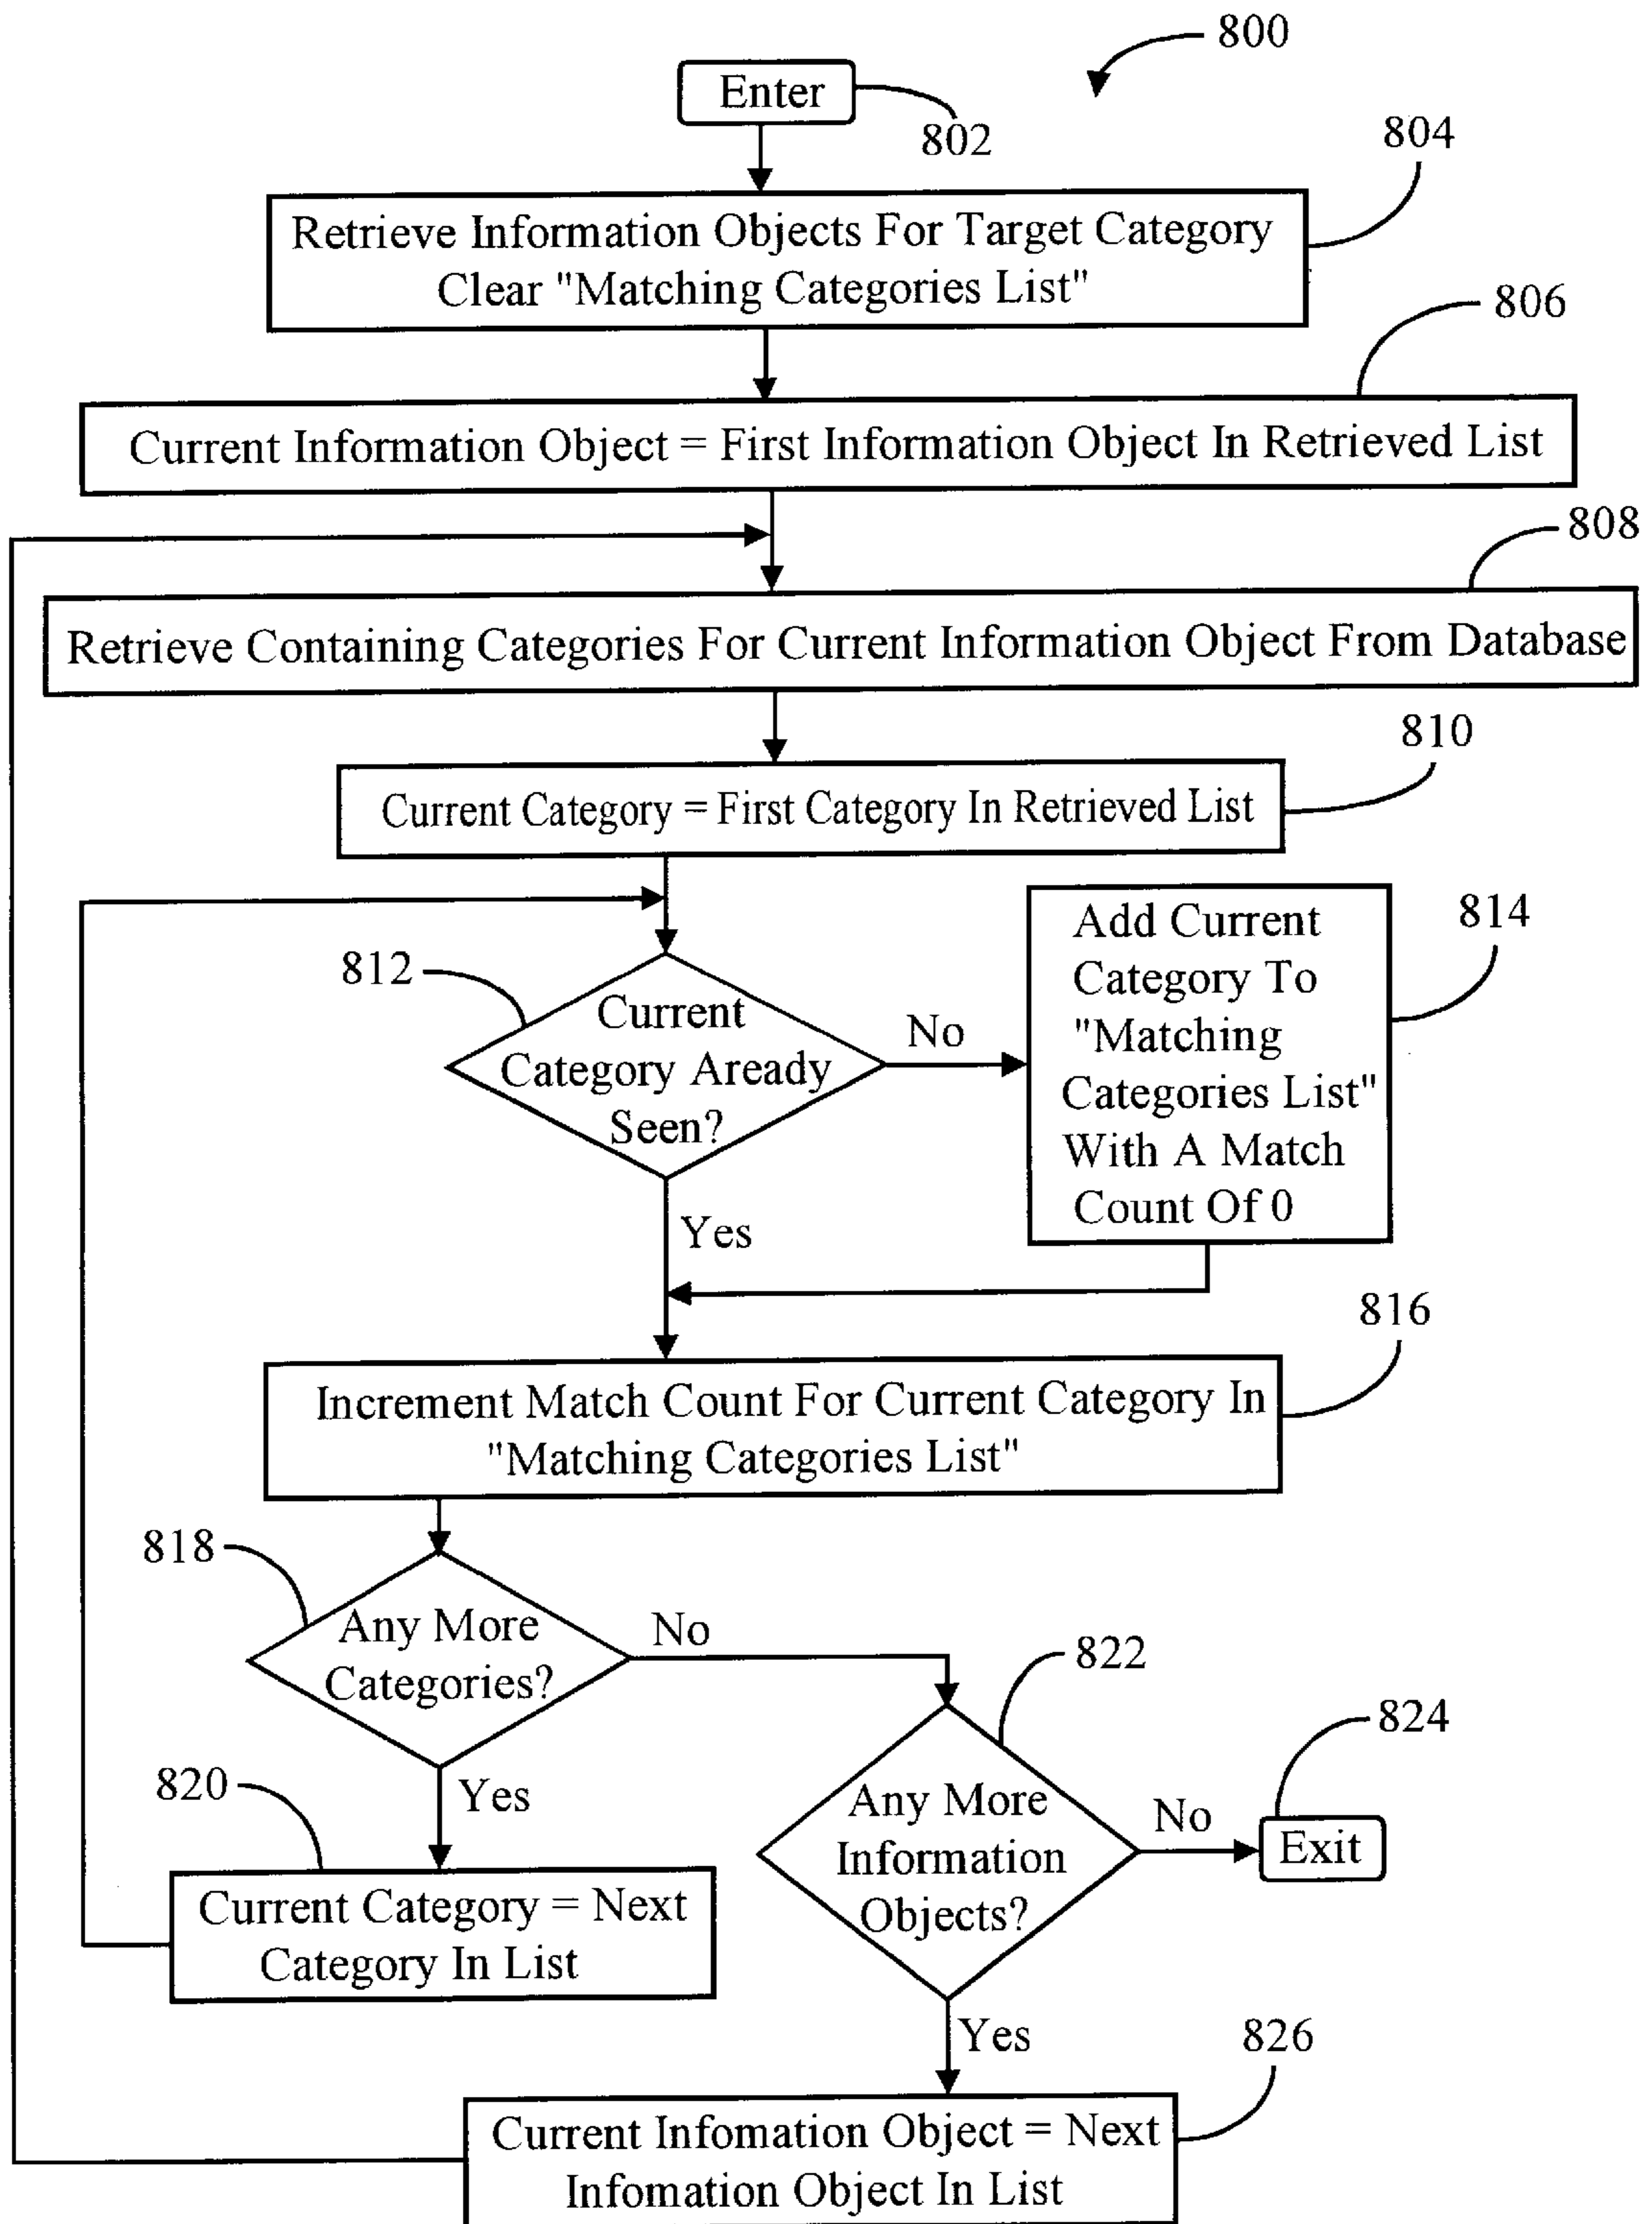 800
Enter
802
804
Retrieve Information Objects For Target Category
Clear "Matching Categories List"
806
Current Information Object = First Information Object In Retrieved List
808
Retrieve Containing Categories For Current Information Object From Database
810
Current Category = First Category In Retrieved List
812
Current
Category Aready
Seen?
No
814
Add Current
Category To
"Matching
Categories List"
With A Match
Count Of 0
Yes
816
Increment Match Count For Current Category In
"Matching Categories List"
818
Any More
Categories?
No
822
820
Yes
Current Category = Next
Category In List
Any More
Information
Objects?
No
824
Exit
Yes
826
Current Infomation Object = Next
Infomation Object In List